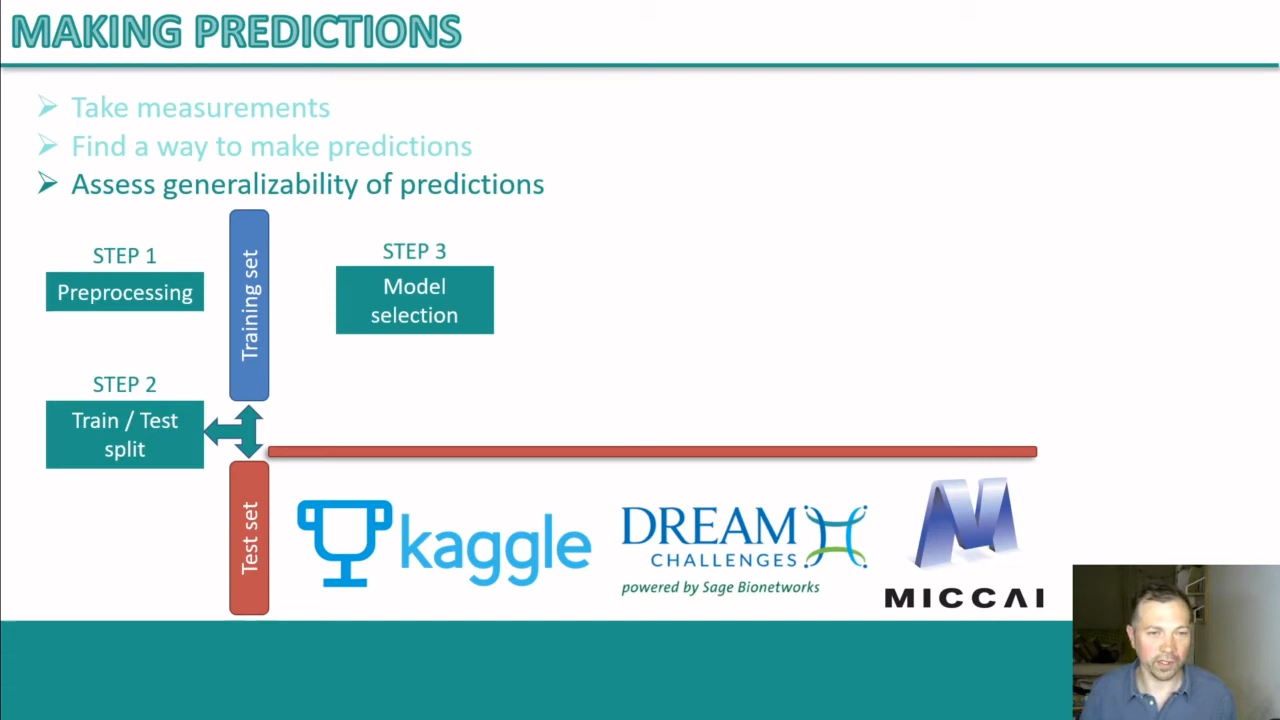 MAKING PREDICTIONS
Take measurements
Find a way to make predictions
Assess generalizability of predictions
STEP 1
Preprocessing
STEP 2
Train / Test
split
Training set
Test set
STEP 3
Model
selection
kaggle
DREAM
CHALLENGES
powered by Sage Bionetworks
MICCAI